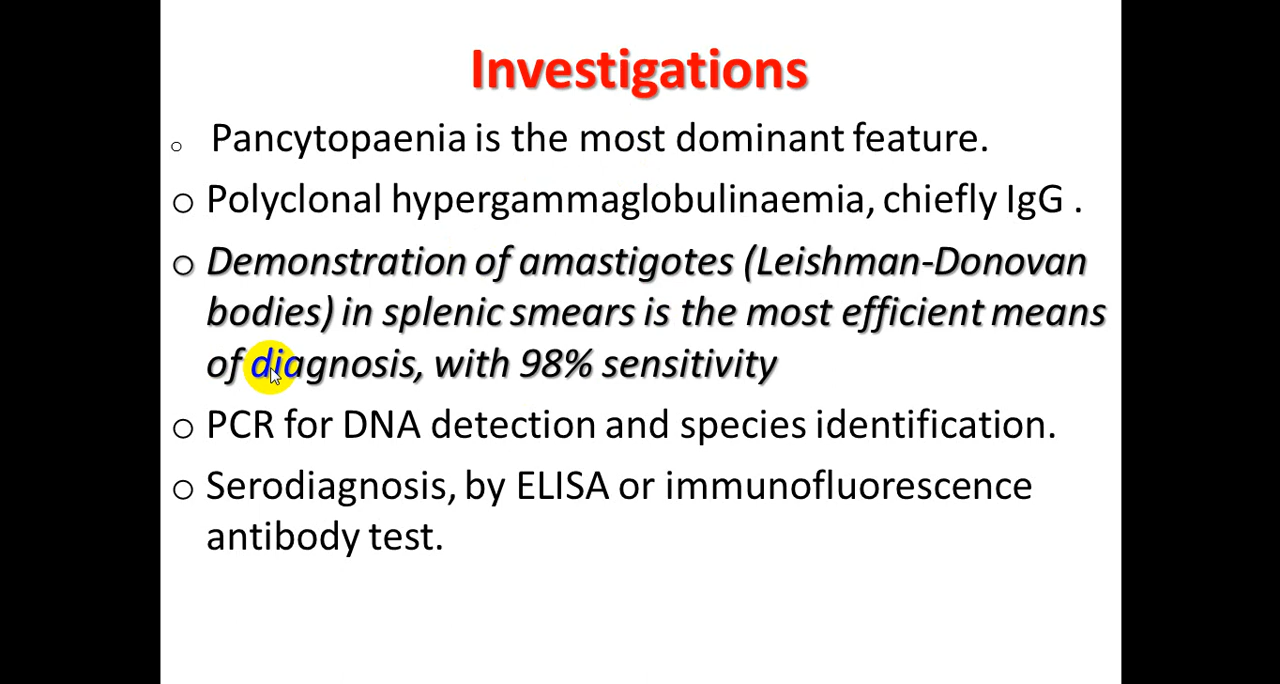 Investigations
○ Pancytopaenia is the most dominant feature.
○ Polyclonal hypergammaglobulinaemia, chiefly IgG .
○ Demonstration of amastigotes (Leishman-Donovan
bodies) in splenic smears is the most efficient means
of diagnosis, with 98% sensitivity
○ PCR for DNA detection and species identification.
○ Serodiagnosis, by ELISA or immunofluorescence
antibody test.